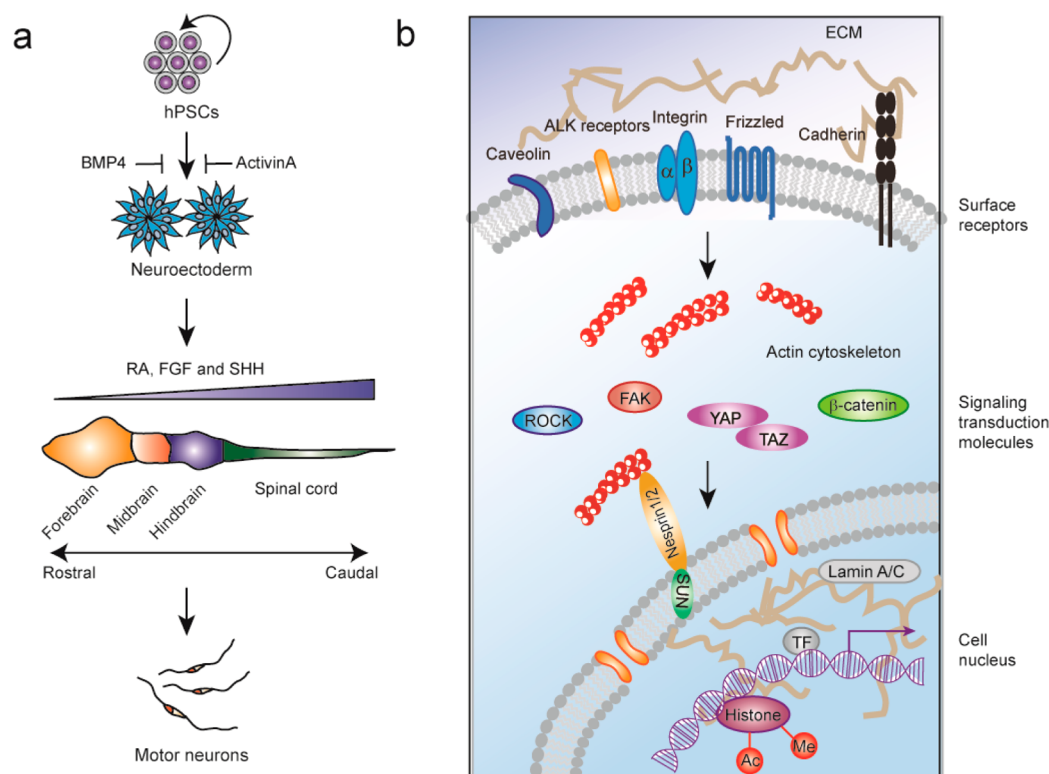 a
hPSCs
BMP4
ActivinA
Neuroectoderm
RA, FGF and SHH
Spinal cord
Forebrain
Midbrain
Hindbrain
Rostral
Caudal
Motor neurons
b
ECM
ALK receptors
Integrin
Frizzled
Cadherin
Caveolin
α
β
Surface
receptors
Actin cytoskeleton
FAK
ROCK
YAP
TAZ
β-catenin
Signaling
transduction
molecules
Nesprin1/2
SUN
Lamin A/C
TF
Cell
nucleus
Histone
Ac
Me